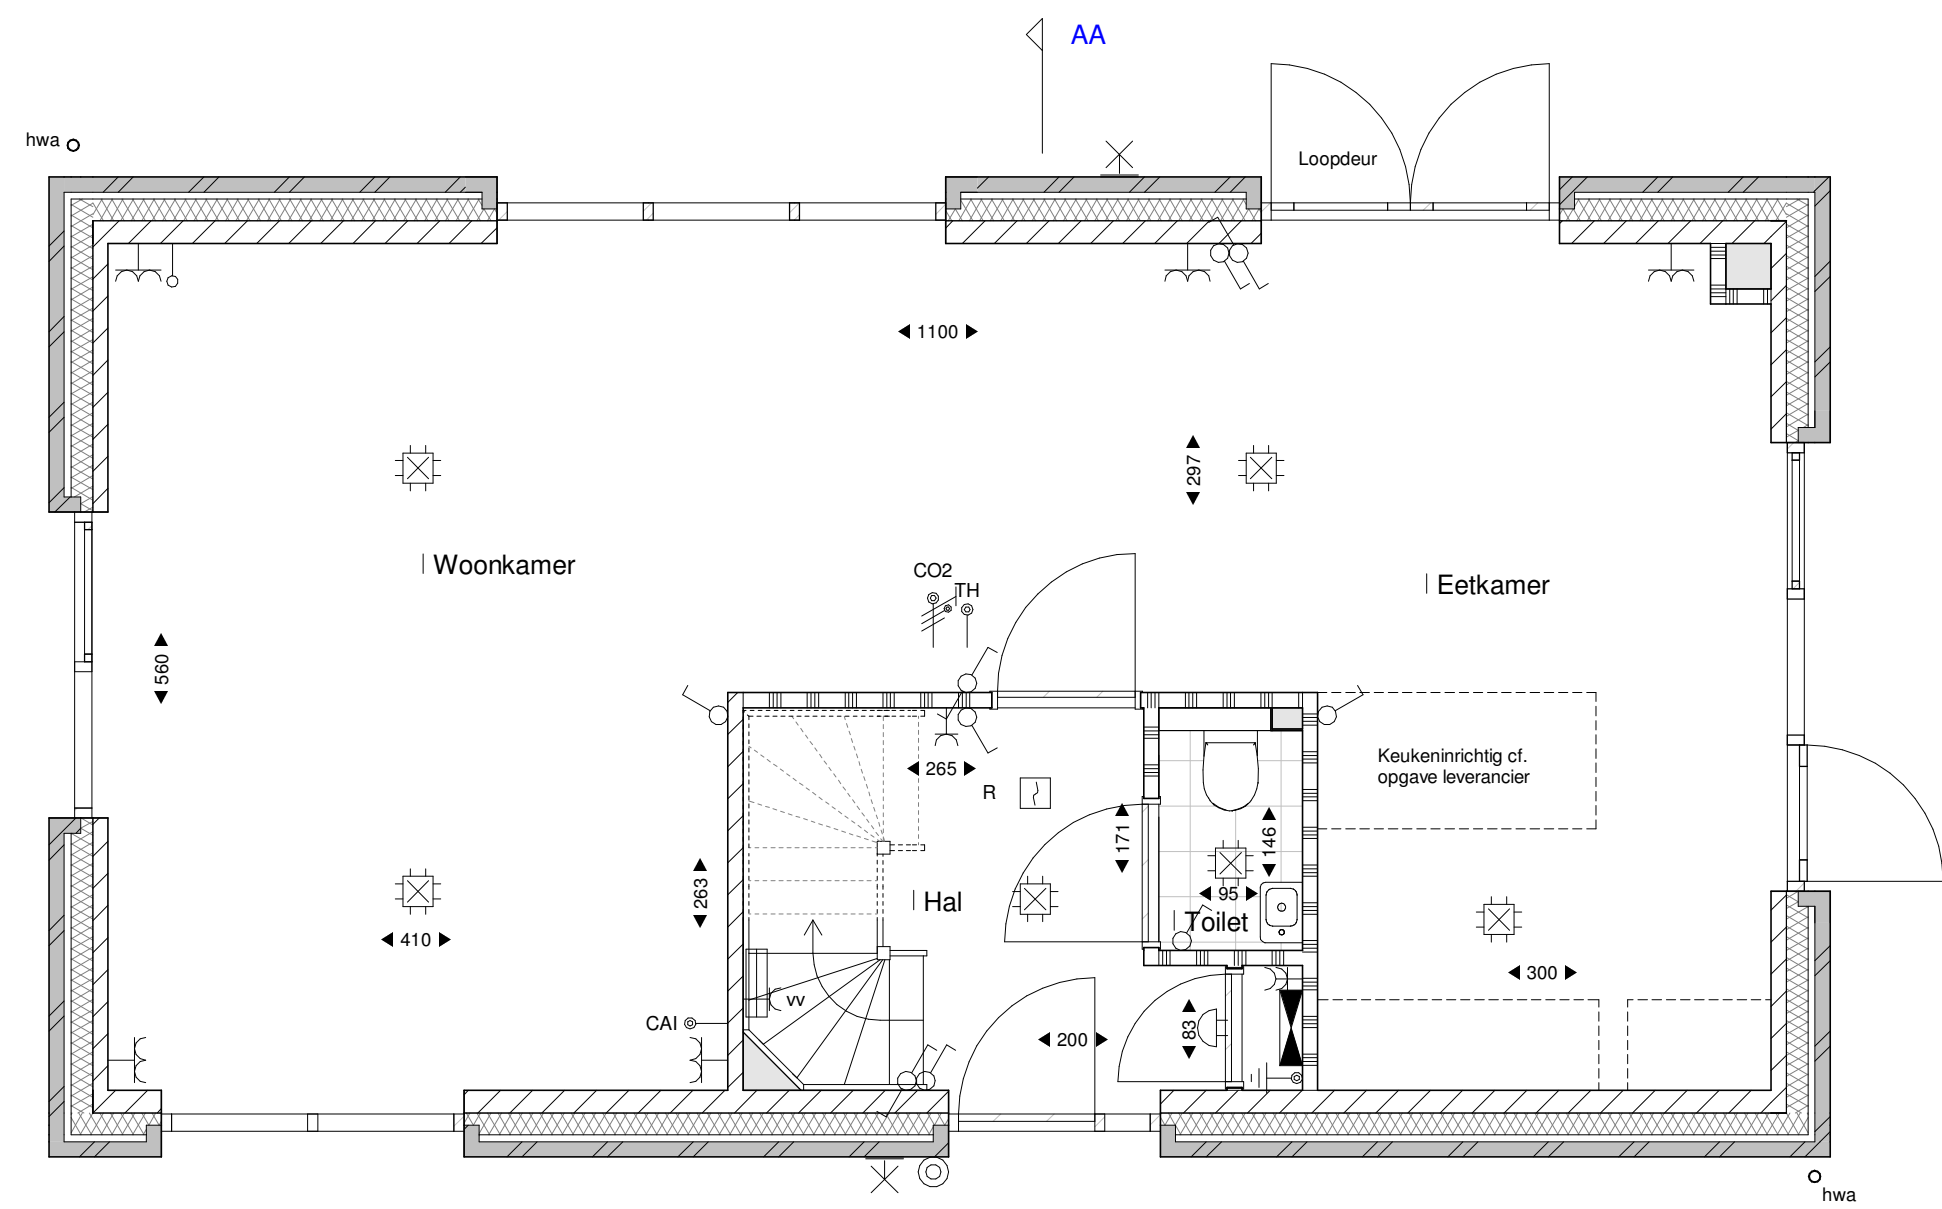 AA
hwa
Loopdeur
1100
297
Woonkamer
CO2
TH
Eetkamer
560
Keukeninrichtig cf.
opgave leverancier
265
R
171
146
263
95
Hal
Toilet
410
300
vv
CAI
200
83
hwa